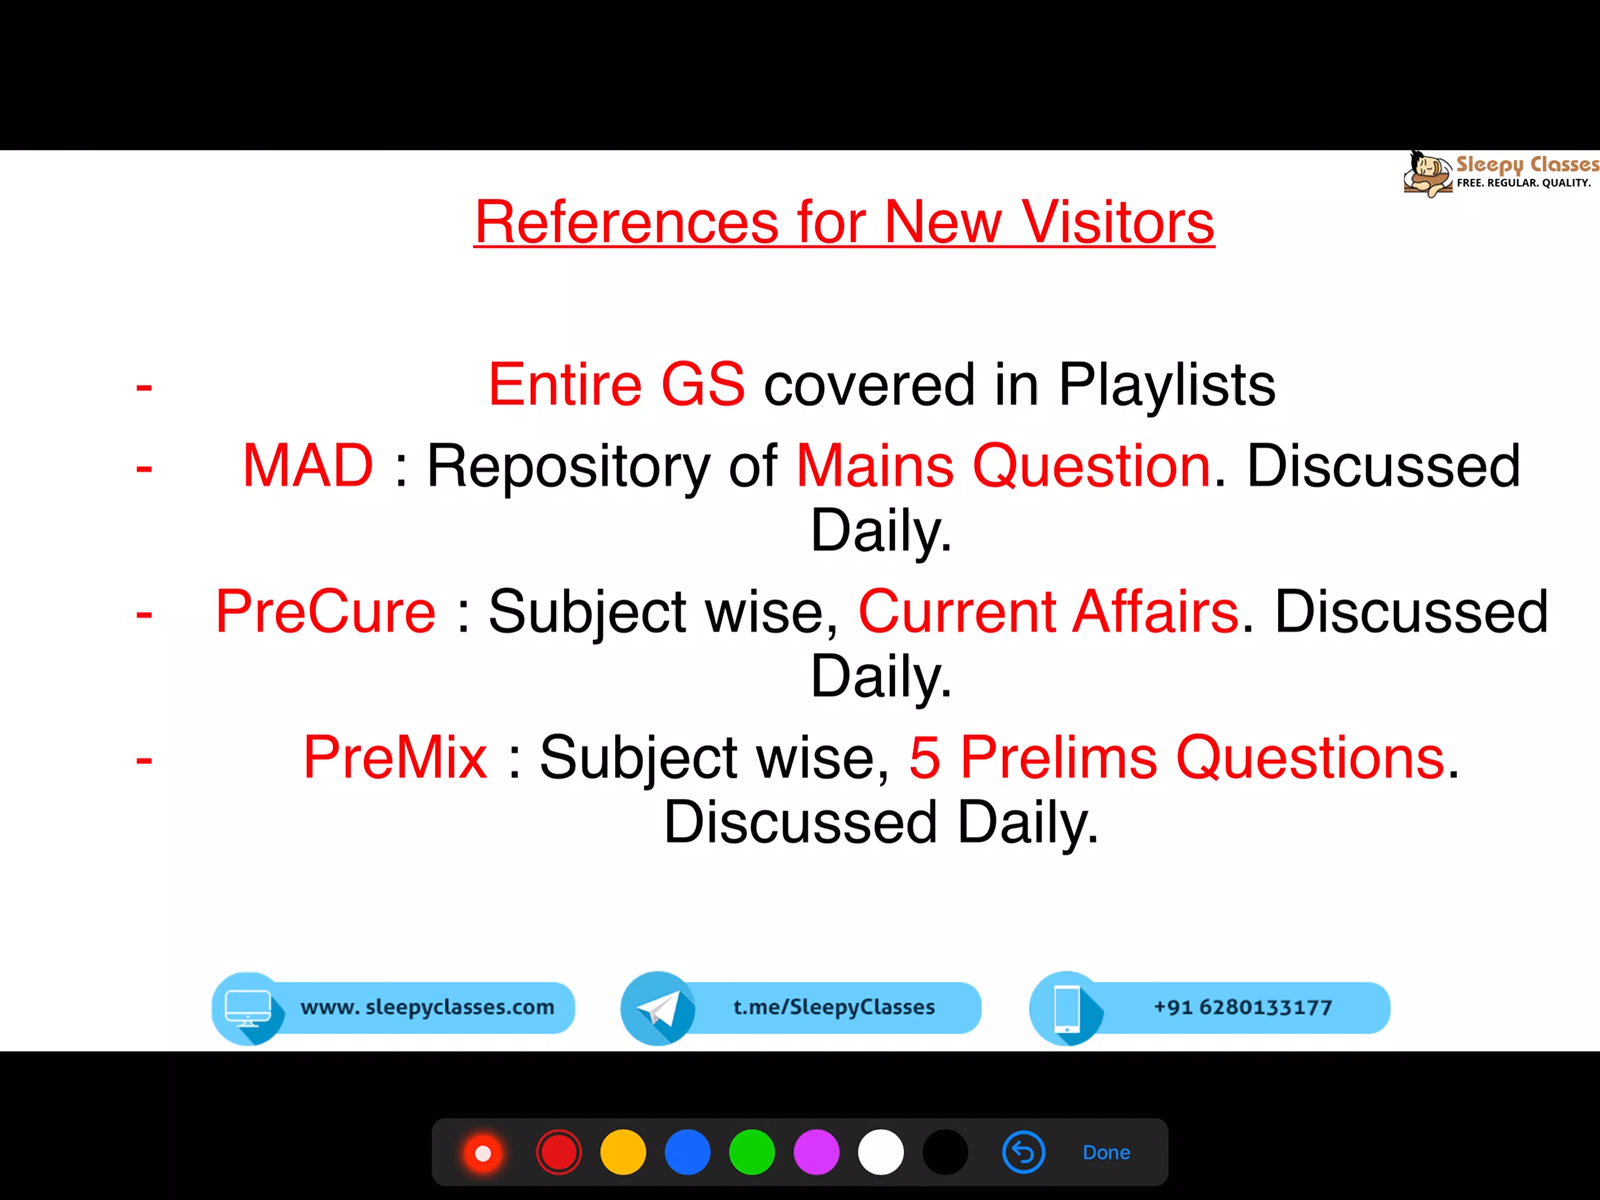 Sleepy Classes
FREE. REGULAR. QUALITY.
References for New Visitors
- Entire GS covered in Playlists
- MAD : Repository of Mains Question. Discussed
Daily.
- PreCure : Subject wise, Current Affairs. Discussed
Daily.
- PreMix : Subject wise, 5 Prelims Questions.
Discussed Daily.
www. sleepyclasses.com
t.me/SleepyClasses
+91 6280133177
Done